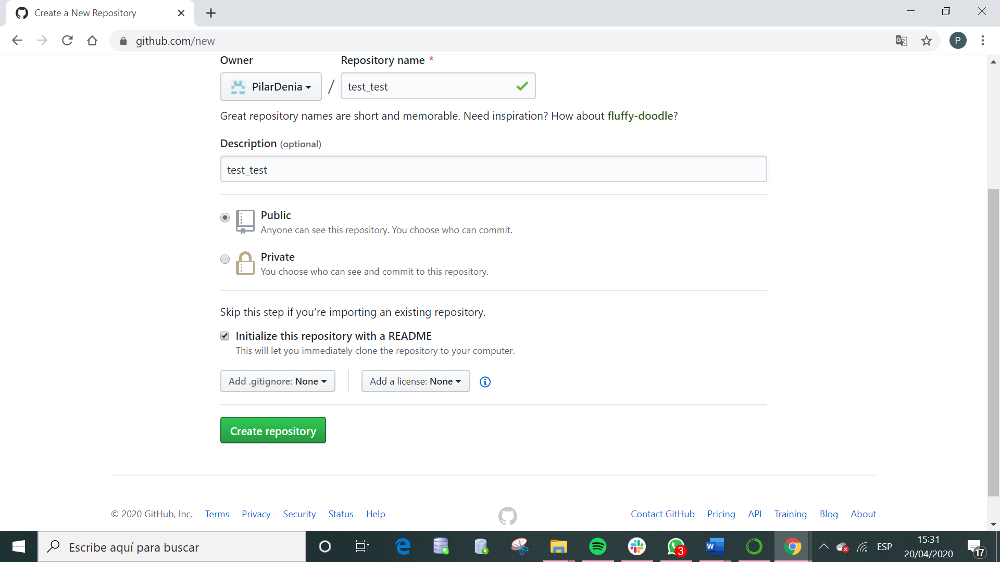 Create a New Repository
github.com/new
P
Owner
Repository name *
PilarDenia
/
test_test
Great repository names are short and memorable. Need inspiration? How about fluffy-doodle?
Description (optional)
test_test
Public
Anyone can see this repository. You choose who can commit.
Private
You choose who can see and commit to this repository.
Skip this step if you’re importing an existing repository.
Initialize this repository with a README
This will let you immediately clone the repository to your computer.
Add .gitignore: None
Add a license: None
Create repository
© 2020 GitHub, Inc. Terms Privacy Security Status Help
Contact GitHub Pricing API Training Blog About
Escribe aquí para buscar
3
ESP
15:31
20/04/2020
17